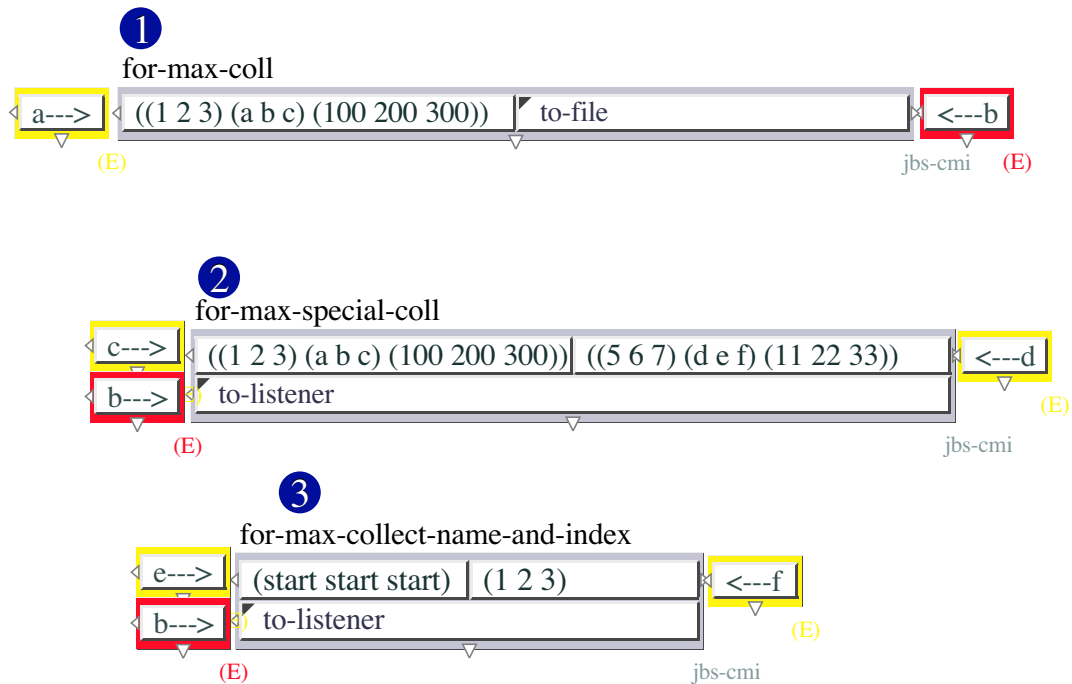 1
for-max-coll
a---> ((1 2 3) (a b c) (100 200 300)) to-file <---b
(E) jbs-cmi (E)
2
for-max-special-coll
c---> ((1 2 3) (a b c) (100 200 300)) ((5 6 7) (d e f) (11 22 33)) <---d
b---> to-listener (E)
(E) jbs-cmi
3
for-max-collect-name-and-index
e---> (start start start) (1 2 3) <---f
b---> to-listener (E)
(E) jbs-cmi